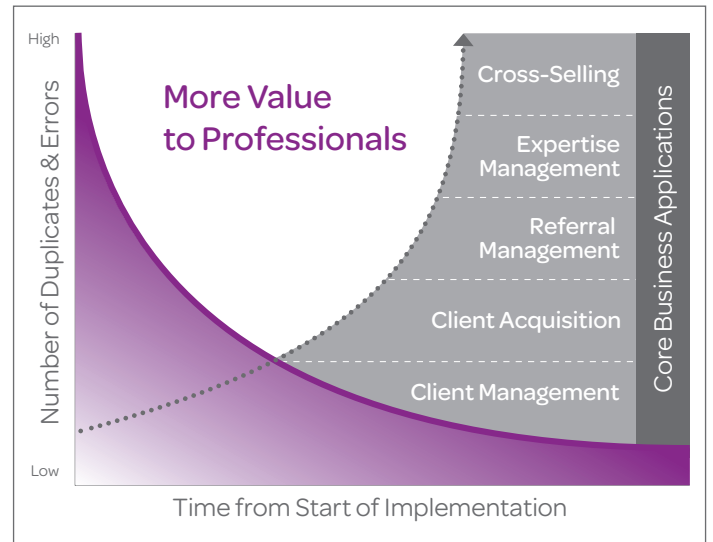 High
Number of Duplicates & Errors
Low
More Value
to Professionals
Cross-Selling
Expertise
Management
Referral
Management
Client Acquisition
Client Management
Core Business Applications
Time from Start of Implementation